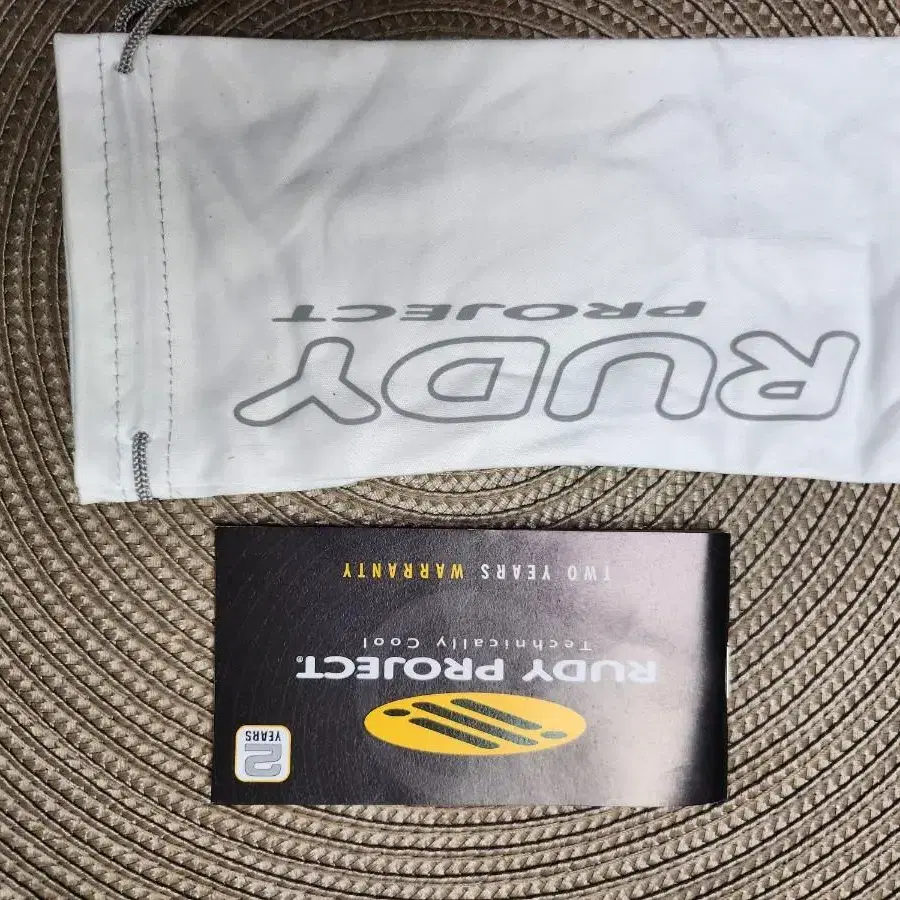 RUDY
PROJECT
RUDY PROJECT®
Technically Cool
TWO YEARS WARRANTY
2
YEARS